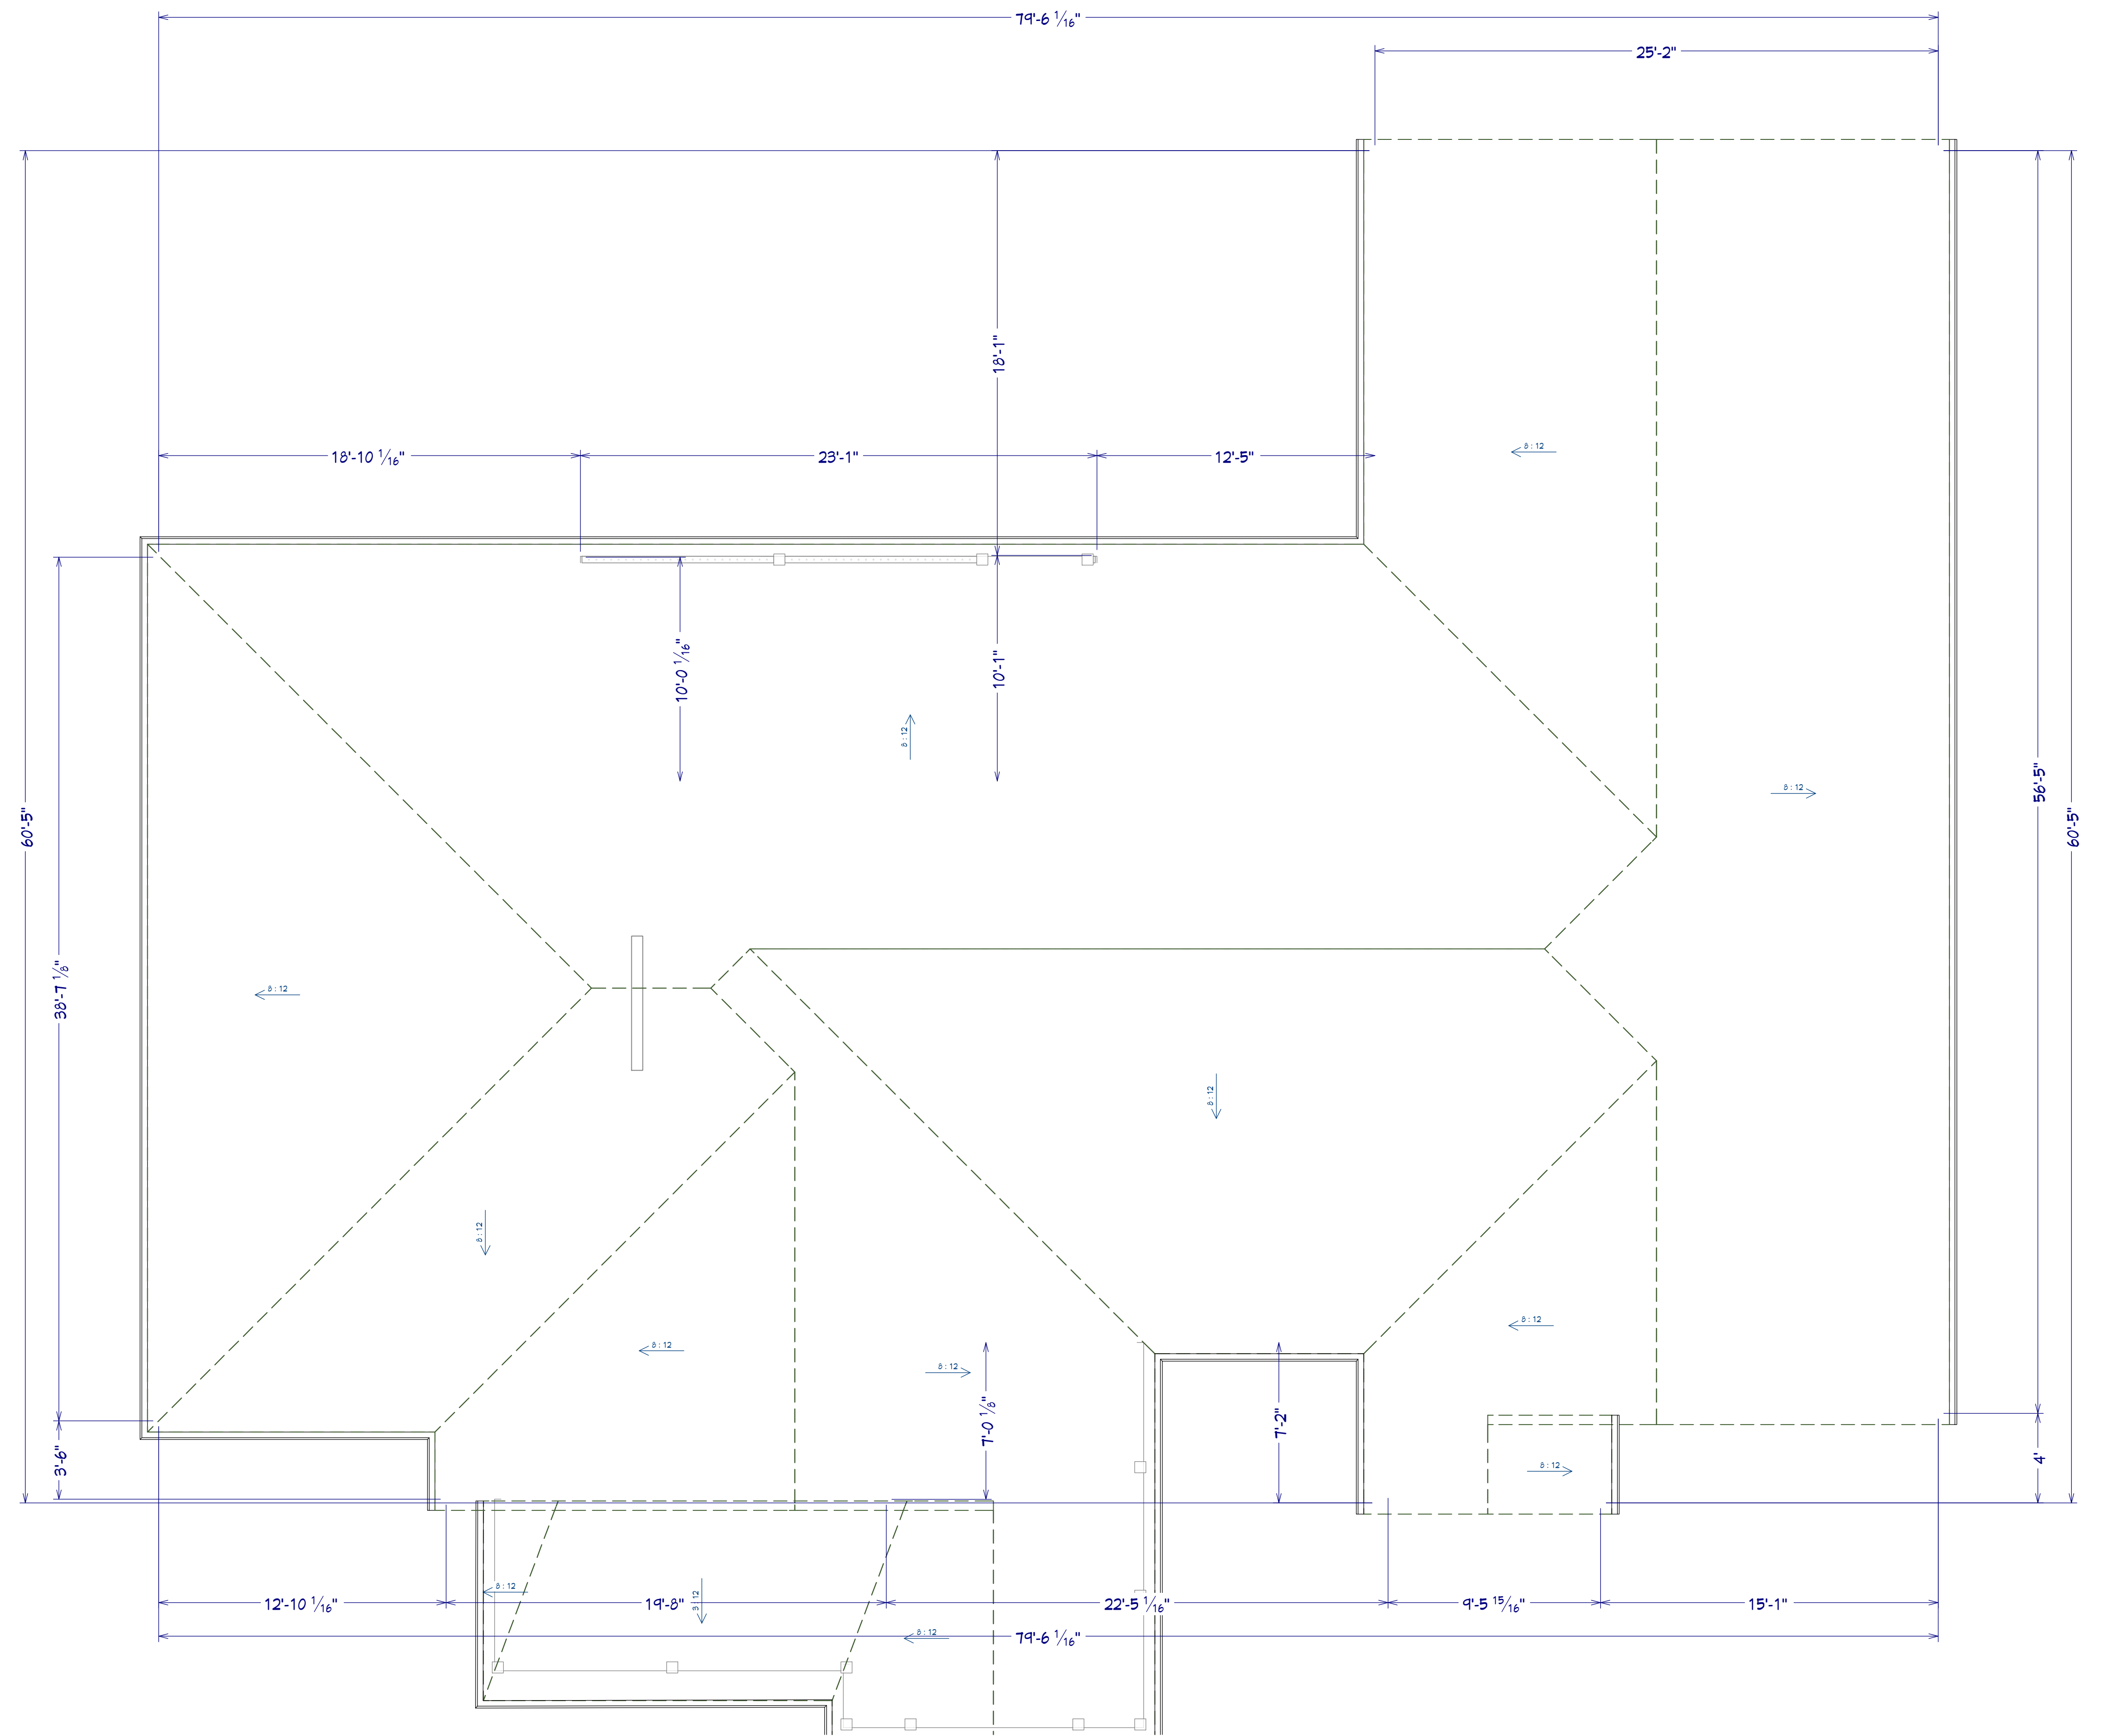 79'-6 1/16"
25'-2"
18'-1"
8 : 12
18'-10 1/16"
23'-1"
12'-5"
10'-0 1/16"
10'-1"
8 : 12
8 : 12
56'-5"
60'-5"
60'-5"
38'-7 1/8"
8 : 12
8 : 12
8 : 12
8 : 12
8 : 12
8 : 12
7'-0 1/8"
7'-2"
3'-6"
8 : 12
4'
8 : 12
8 : 12
12'-10 1/16"
19'-8"
22'-5 1/16"
9'-5 15/16"
15'-1"
8 : 12
79'-6 1/16"